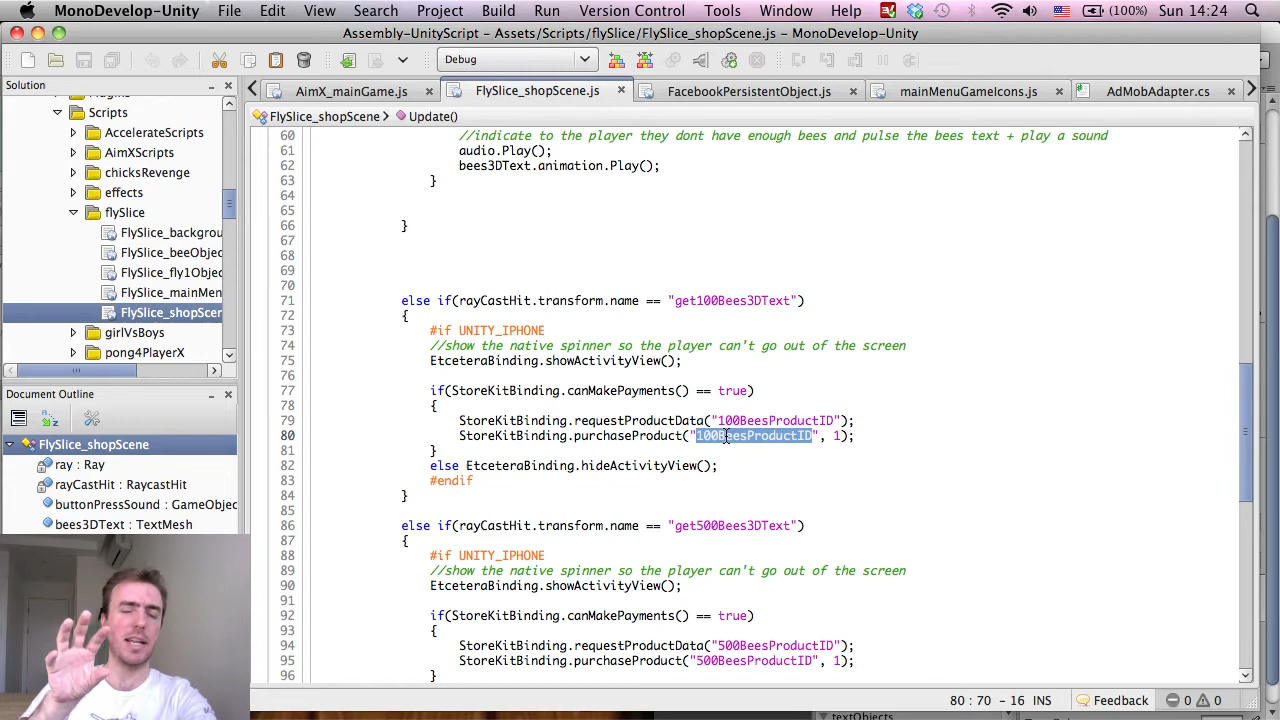 MonoDevelop-Unity File Edit View Search Project Build Run Version Control Tools Window Help (100%) Sun 14:24
Assembly-UnityScript - Assets/Scripts/flySlice/FlySlice_shopScene.js - MonoDevelop-Unity
Debug
Solution
AimX_mainGame.js
FlySlice_shopScene.js
FacebookPersistentObject.js
mainMenuGameIcons.js
AdMobAdapter.cs
FlySlice_shopScene
Update()
Scripts
AccelerateScripts
AimXScripts
chicksRevenge
effects
flySlice
FlySlice_backgrou
FlySlice_beeObjec
FlySlice_fly1Objec
FlySlice_mainMen
FlySlice_shopScer
girlVsBoys
pong4PlayerX
Document Outline
FlySlice_shopScene
ray : Ray
rayCastHit : RaycastHit
buttonPressSound : GameObjec
bees3DText : TextMesh
60 //indicate to the player they dont have enough bees and pulse the bees text + play a sound
61 audio.Play();
62 bees3DText.animation.Play();
63 }
64
65
66 }
67
68
69
70
71 else if(rayCastHit.transform.name == "get100Bees3DText")
72 {
73 #if UNITY_IPHONE
74 //show the native spinner so the player can't go out of the screen
75 EtceteraBinding.showActivityView();
76
77 if(StoreKitBinding.canMakePayments() == true)
78 {
79 StoreKitBinding.requestProductData("100BeesProductID");
80 StoreKitBinding.purchaseProduct("100BeesProductID", 1);
81 }
82 else EtceteraBinding.hideActivityView();
83 #endif
84 }
85
86 else if(rayCastHit.transform.name == "get500Bees3DText")
87 {
88 #if UNITY_IPHONE
89 //show the native spinner so the player can't go out of the screen
90 EtceteraBinding.showActivityView();
91
92 if(StoreKitBinding.canMakePayments() == true)
93 {
94 StoreKitBinding.requestProductData("500BeesProductID");
95 StoreKitBinding.purchaseProduct("500BeesProductID", 1);
96 }
80 : 70 - 16 INS Feedback 0 0
textObjects